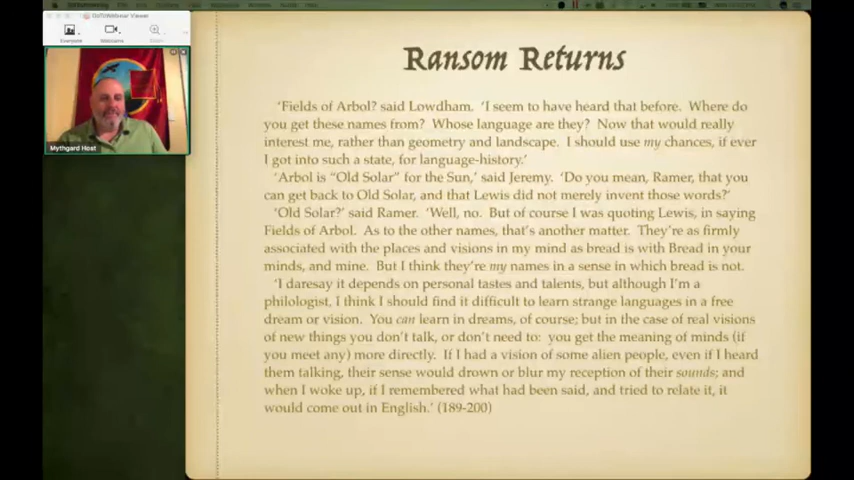 GoToWebinar Viewer
Everyone
Webcams
Mythgard Host
Ransom Returns
'Fields of Arbol? said Lowdham. 'I seem to have heard that before. Where do
you get these names from? Whose language are they? Now that would really
interest me, rather than geometry and landscape. I should use my chances, if ever
I got into such a state, for language-history.'
'Arbol is "Old Solar" for the Sun,' said Jeremy. 'Do you mean, Ramer, that you
can get back to Old Solar, and that Lewis did not merely invent those words?'
'Old Solar?' said Ramer. 'Well, no. But of course I was quoting Lewis, in saying
Fields of Arbol. As to the other names, that's another matter. They're as firmly
associated with the places and visions in my mind as bread is with Bread in your
minds, and mine. But I think they're my names in a sense in which bread is not.
'I daresay it depends on personal tastes and talents, but although I'm a
philologist, I think I should find it difficult to learn strange languages in a free
dream or vision. You can learn in dreams, of course; but in the case of real visions
of new things you don't talk, or don't need to: you get the meaning of minds (if
you meet any) more directly. If I had a vision of some alien people, even if I heard
them talking, their sense would drown or blur my reception of their sounds; and
when I woke up, if I remembered what had been said, and tried to relate it, it
would come out in English.' (189-200)